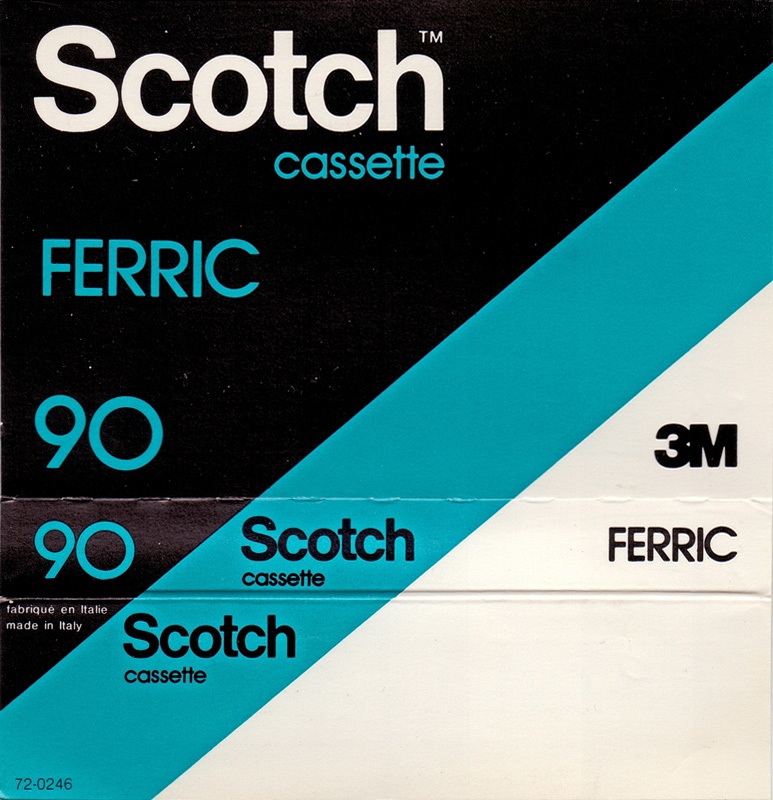 Scotch™
cassette
FERRIC
90
3M
90 Scotch FERRIC
cassette
fabriqué en Italie
made in Italy
Scotch
cassette
72-0246